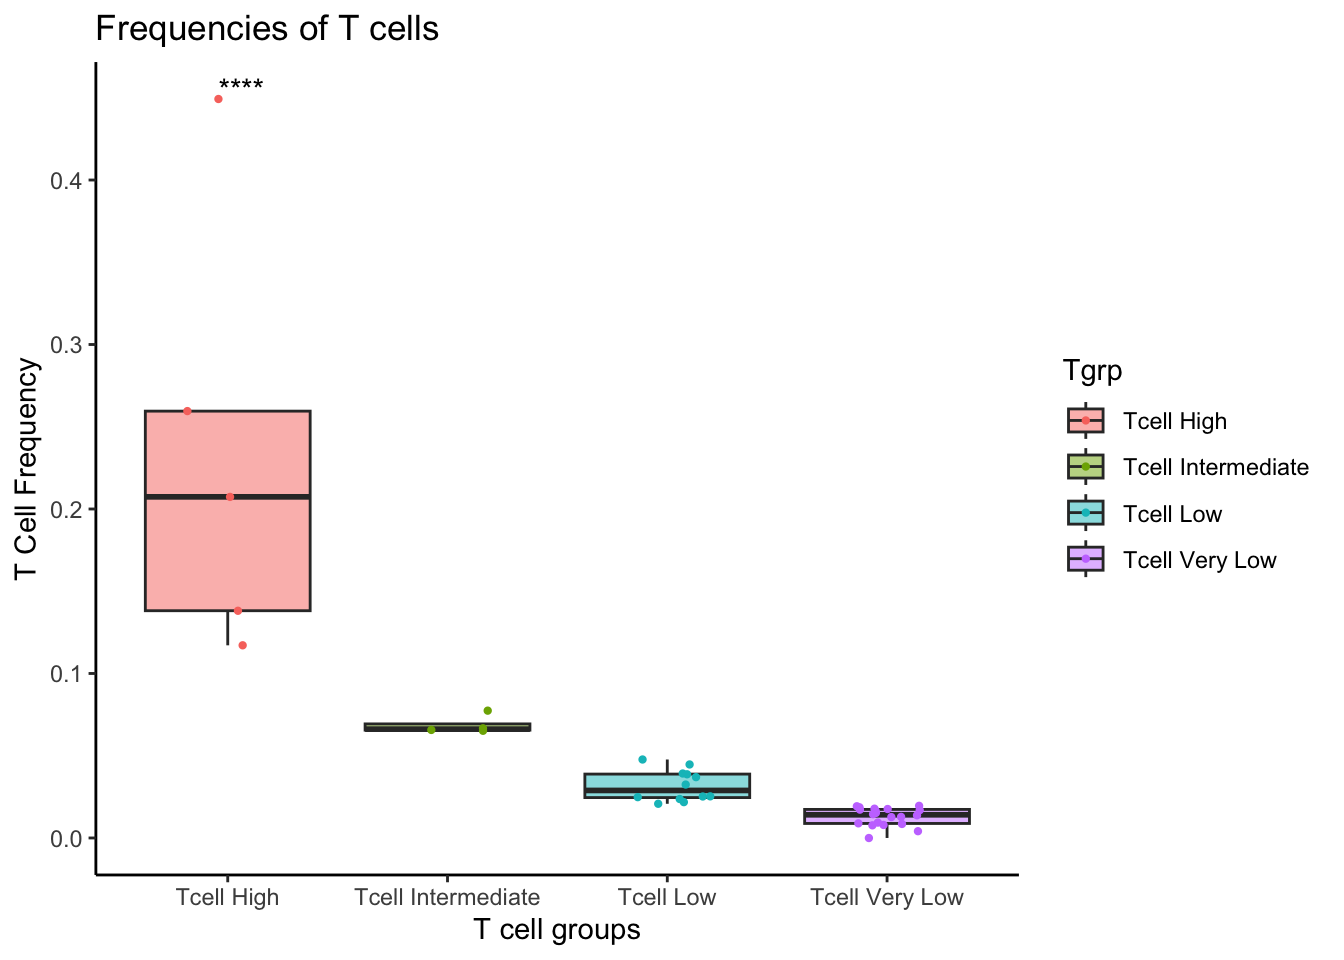 Frequencies of T cells
****
0.4
0.3
0.2
0.1
0.0
T Cell Frequency
Tcell High
Tcell Intermediate
Tcell Low
Tcell Very Low
T cell groups
Tgrp
Tcell High
Tcell Intermediate
Tcell Low
Tcell Very Low